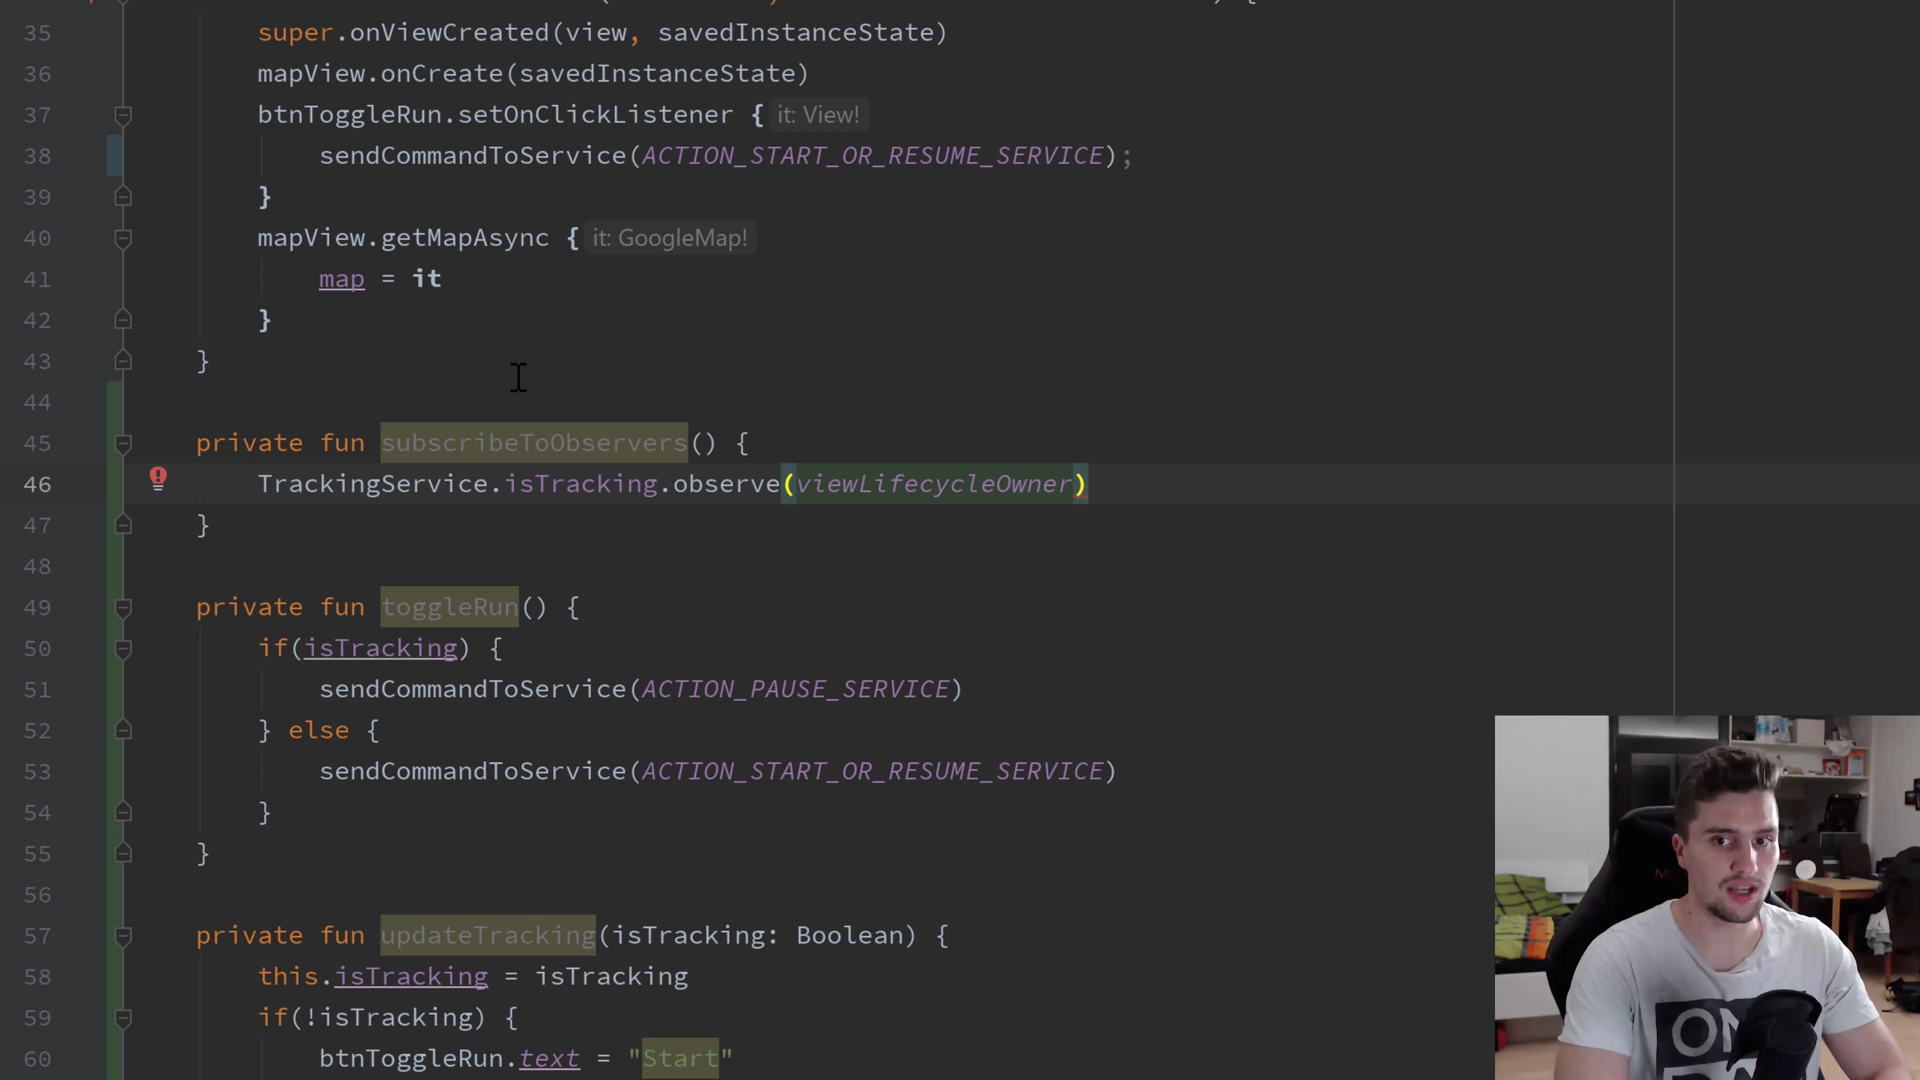 35 super.onViewCreated(view, savedInstanceState)
36 mapView.onCreate(savedInstanceState)
37 btnToggleRun.setOnClickListener { it: View!
38 sendCommandToService(ACTION_START_OR_RESUME_SERVICE);
39 }
40 mapView.getMapAsync { it: GoogleMap!
41 map = it
42 }
43 }
44
45 private fun subscribeToObservers() {
46 TrackingService.isTracking.observe(viewLifecycleOwner)
47 }
48
49 private fun toggleRun() {
50 if(isTracking) {
51 sendCommandToService(ACTION_PAUSE_SERVICE)
52 } else {
53 sendCommandToService(ACTION_START_OR_RESUME_SERVICE)
54 }
55 }
56
57 private fun updateTracking(isTracking: Boolean) {
58 this.isTracking = isTracking
59 if(!isTracking) {
60 btnToggleRun.text = "Start"